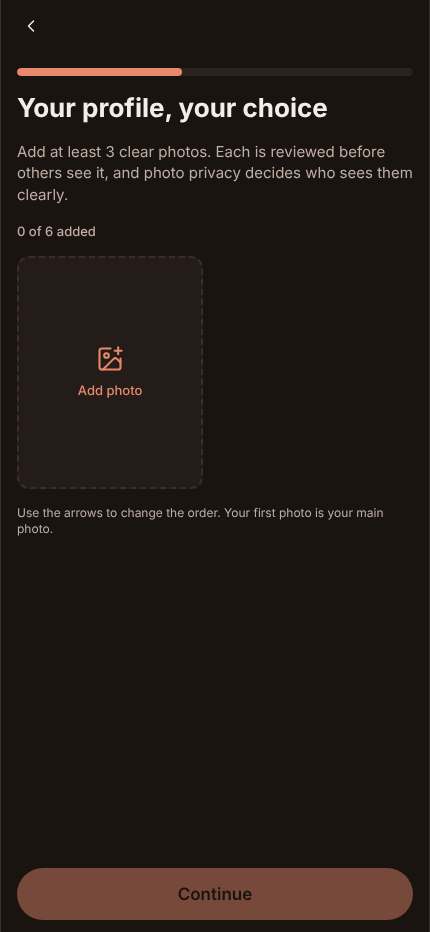 Your profile, your choice
Add at least 3 clear photos. Each is reviewed before
others see it, and photo privacy decides who sees them
clearly.
0 of 6 added
Add photo
Use the arrows to change the order. Your first photo is your main
photo.
Continue